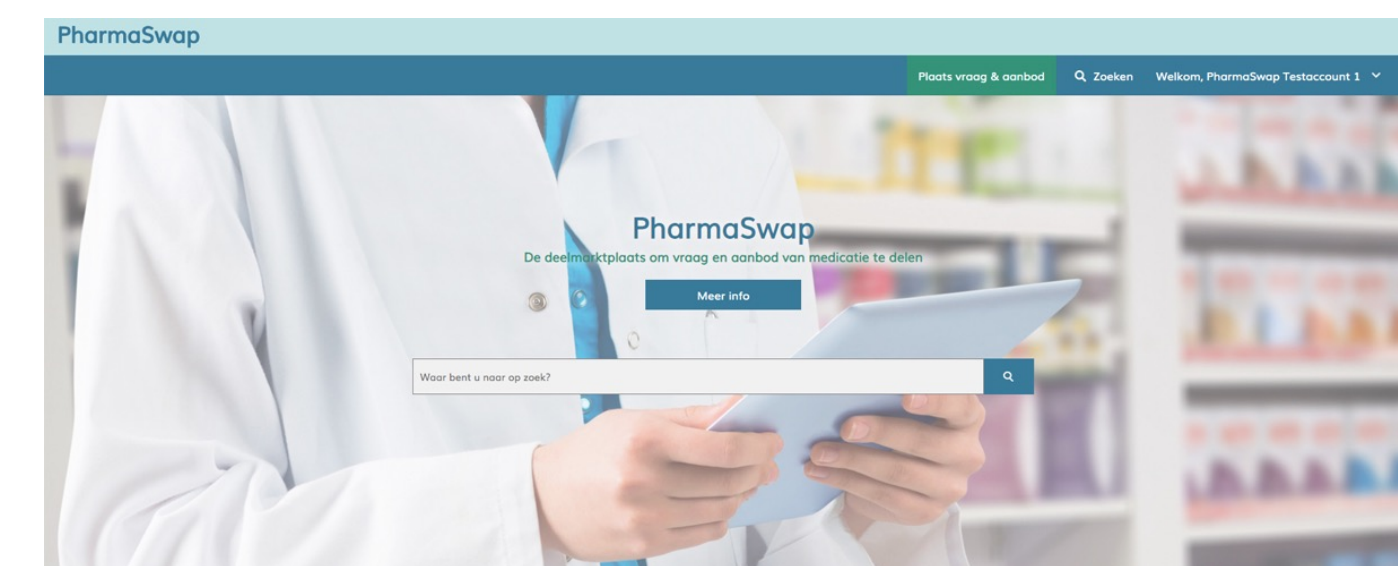 PharmaSwap
Plaats vraag & aanbod Zoeken Welkom, PharmaSwap Testaccount 1
PharmaSwap
De deelmarktplaats om vraag en aanbod van medicatie te delen
Meer info
Waar bent u naar op zoek?